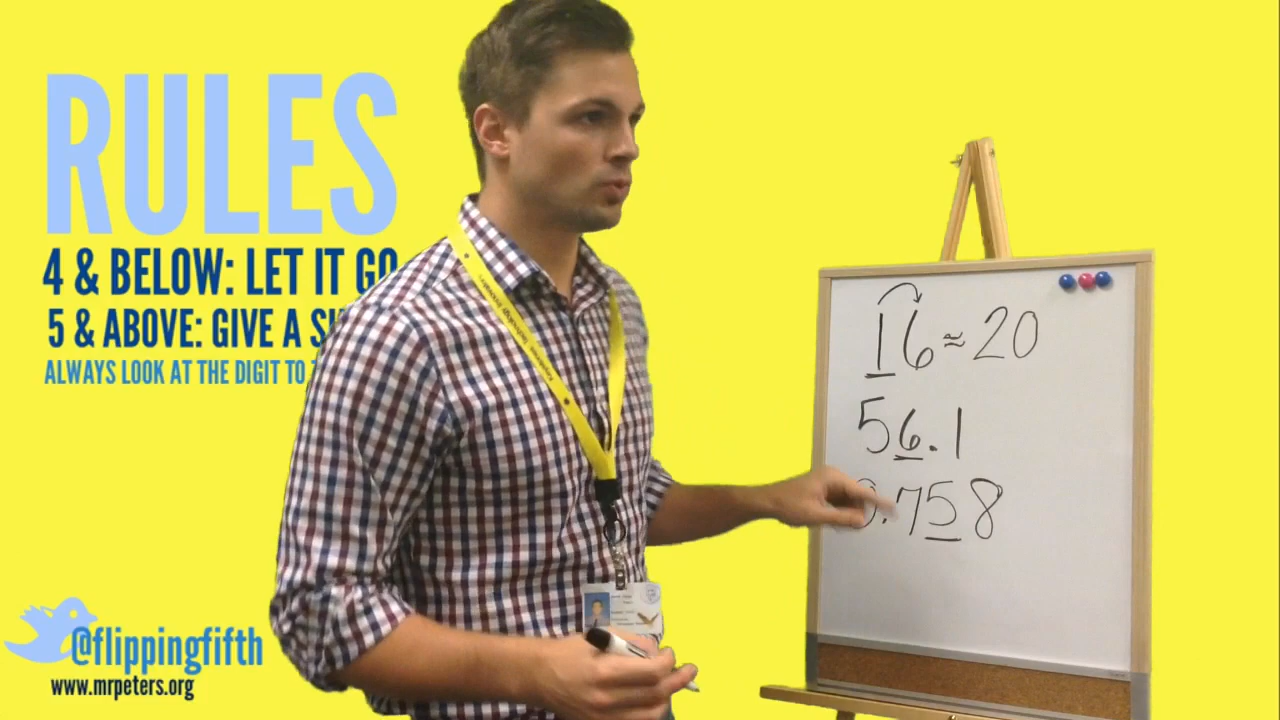 RULES
4 & BELOW: LET IT GO
5 & ABOVE: GIVE A
ALWAYS LOOK AT THE DIGIT TO
16 ≈ 20
56.1
0.758
@flippingfifth
www.mrpeters.org